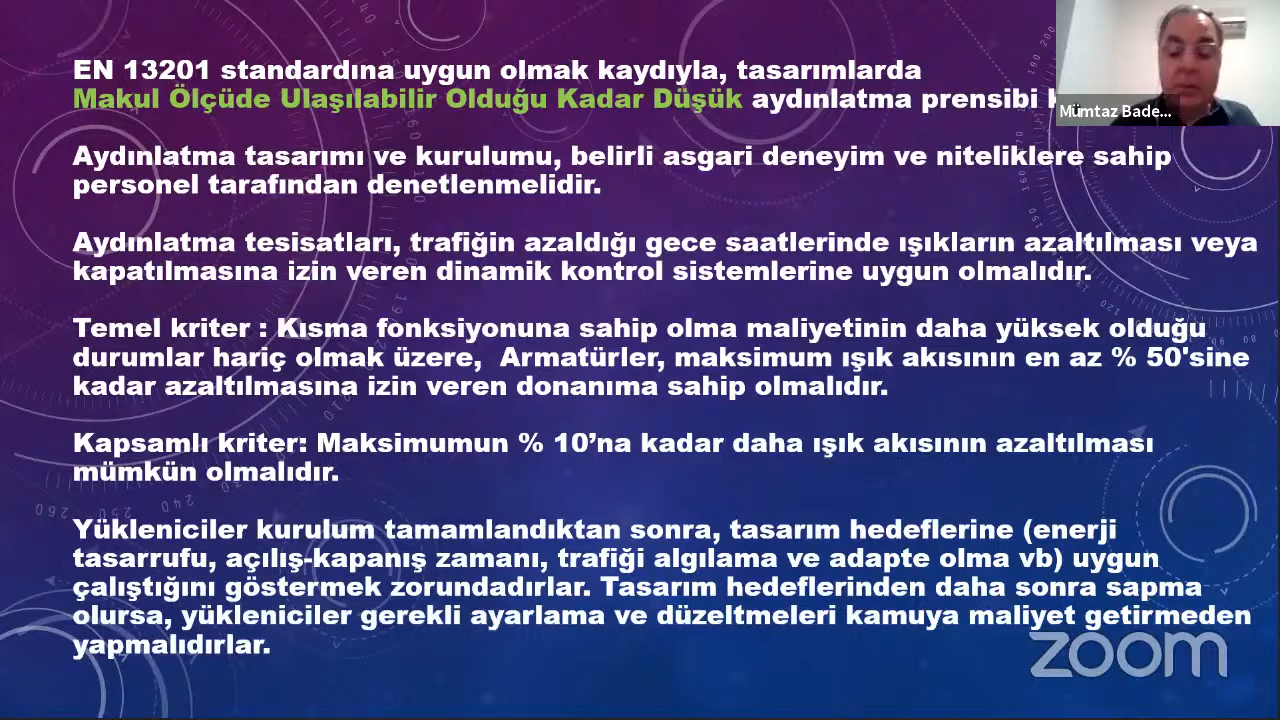 EN 13201 standardına uygun olmak kaydıyla, tasarımlarda
Makul Ölçüde Ulaşılabilir Olduğu Kadar Düşük aydınlatma prensibi
Mümtaz Bade...
Aydınlatma tasarımı ve kurulumu, belirli asgari deneyim ve niteliklere sahip
personel tarafından denetlenmelidir.
Aydınlatma tesisatları, trafiğin azaldığı gece saatlerinde ışıkların azaltılması veya
kapatılmasına izin veren dinamik kontrol sistemlerine uygun olmalıdır.
Temel kriter : Kısma fonksiyonuna sahip olma maliyetinin daha yüksek olduğu
durumlar hariç olmak üzere, Armatürler, maksimum ışık akısının en az % 50'sine
kadar azaltılmasına izin veren donanıma sahip olmalıdır.
Kapsamlı kriter: Maksimumun % 10’na kadar daha ışık akısının azaltılması
mümkün olmalıdır.
Yükleniciler kurulum tamamlandıktan sonra, tasarım hedeflerine (enerji
tasarrufu, açılış-kapanış zamanı, trafiği algılama ve adapte olma vb) uygun
çalıştığını göstermek zorundadırlar. Tasarım hedeflerinden daha sonra sapma
olursa, yükleniciler gerekli ayarlama ve düzeltmeleri kamuya maliyet getirmeden
yapmalıdırlar.
zoom